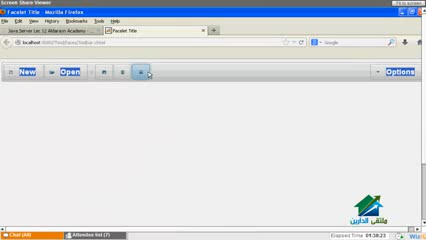 Screen Share Viewer
Facelet Title - Mozilla Firefox
File Edit View History Bookmarks Tools Help
Java Server Lec 12 Aldarayn Academy -
Facelet Title
Google
New Open Options
ملتقى الدارين
Chat (All) Attendee list (7) Elapsed Time: 01:38:23